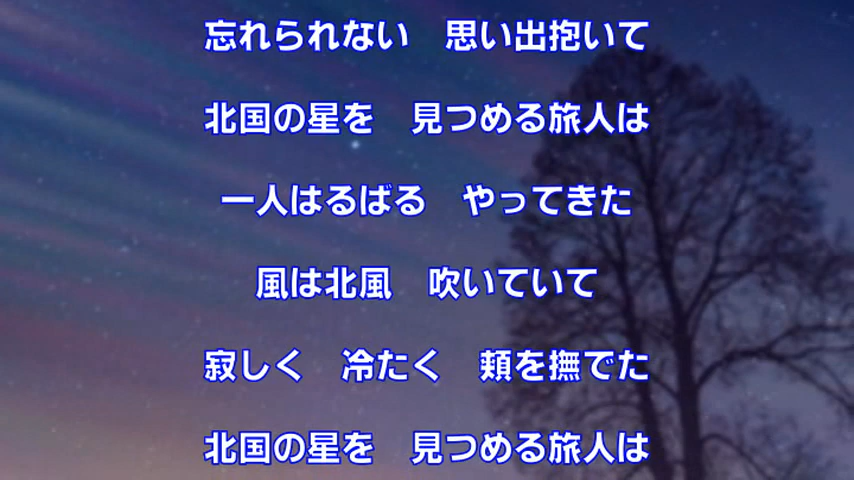 忘れられない　思い出抱いて
北国の星を　見つめる旅人は
一人はるばる　やってきた
風は北風　吹いていて
寂しく　冷たく　頬を撫でた
北国の星を　見つめる旅人は